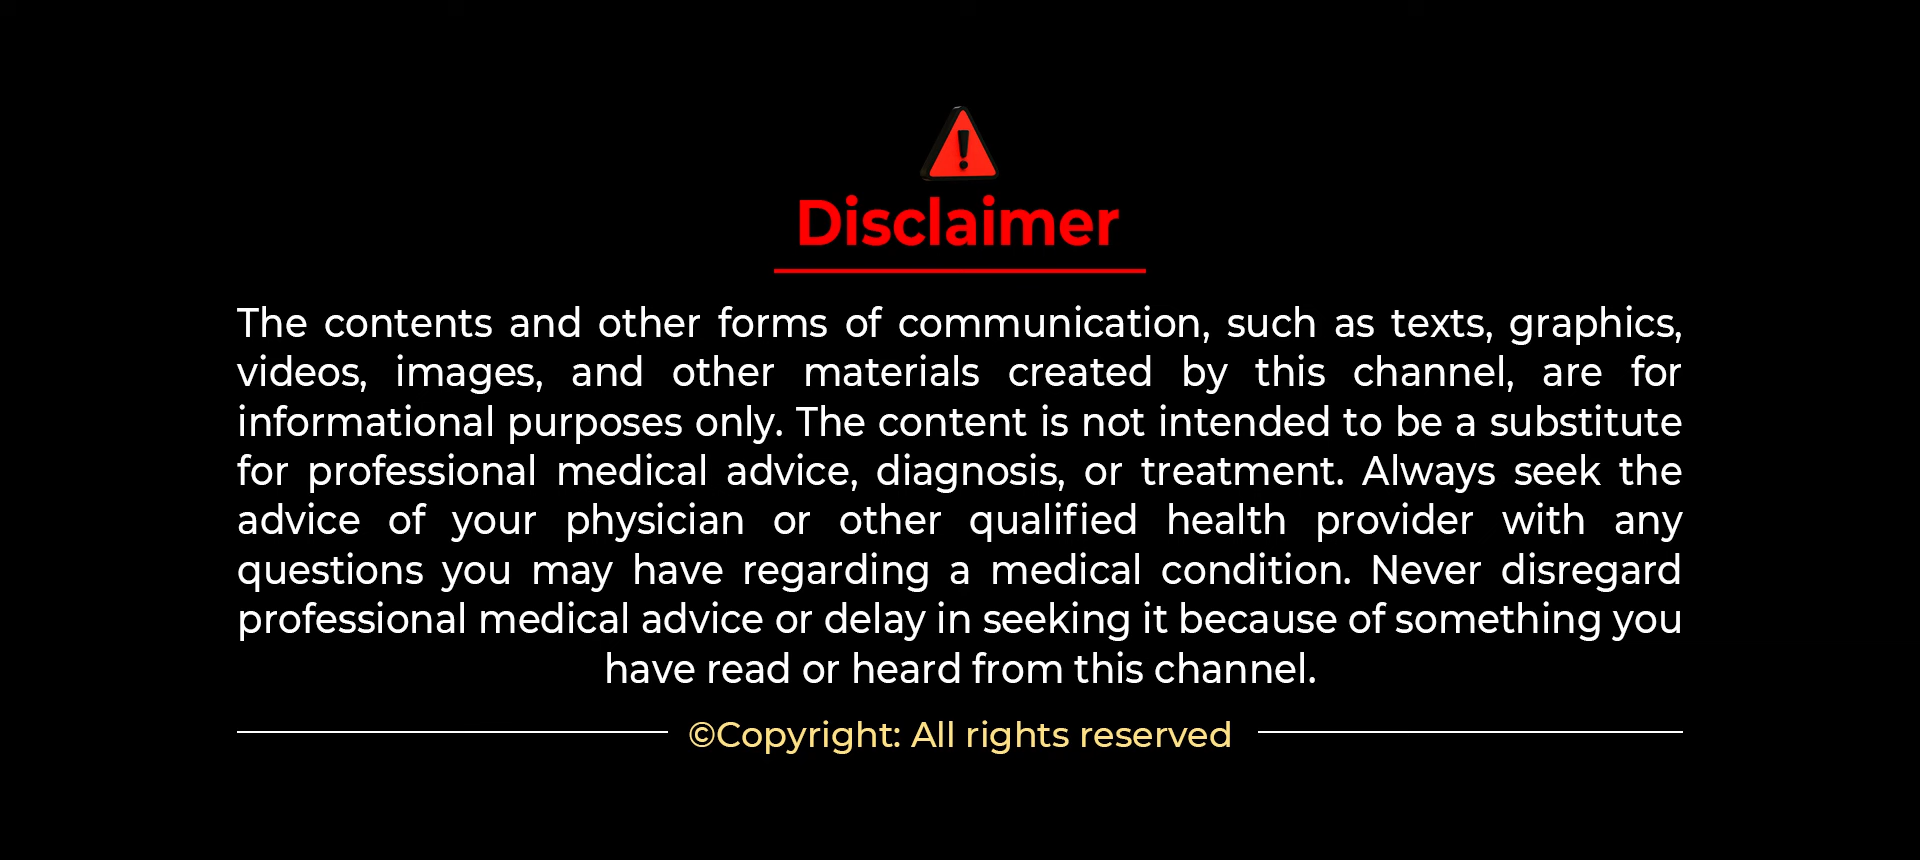 Disclaimer
The contents and other forms of communication, such as texts, graphics,
videos, images, and other materials created by this channel, are for
informational purposes only. The content is not intended to be a substitute
for professional medical advice, diagnosis, or treatment. Always seek the
advice of your physician or other qualified health provider with any
questions you may have regarding a medical condition. Never disregard
professional medical advice or delay in seeking it because of something you
have read or heard from this channel.
©Copyright: All rights reserved